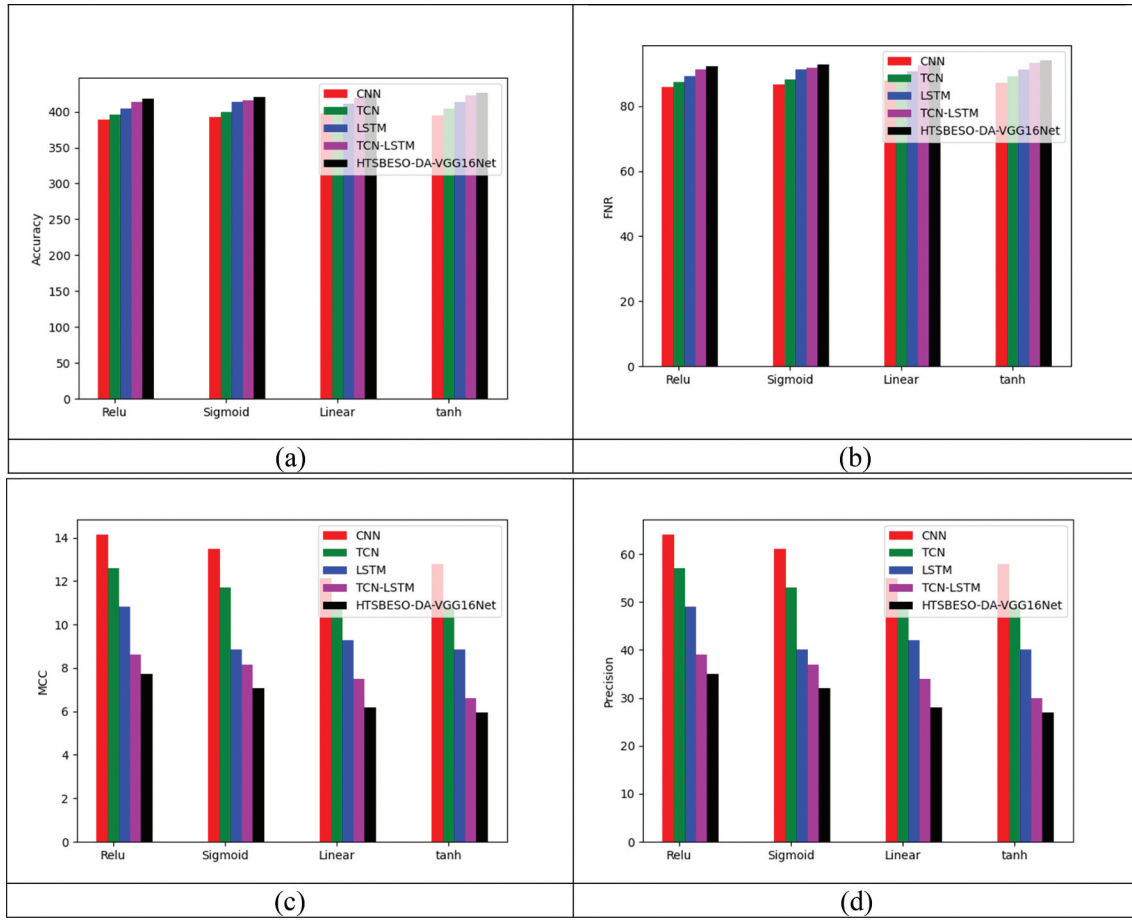 CNN
TCN
LSTM
TCN-LSTM
HTSBESO-DA-VGG16Net
Accuracy
400
350
300
250
200
150
100
50
0
Relu Sigmoid Linear tanh
(a)
CNN
TCN
LSTM
TCN-LSTM
HTSBESO-DA-VGG16Net
FNR
80
60
40
20
0
Relu Sigmoid Linear tanh
(b)
CNN
TCN
LSTM
TCN-LSTM
HTSBESO-DA-VGG16Net
MCC
14
12
10
8
6
4
2
0
Relu Sigmoid Linear tanh
(c)
CNN
TCN
LSTM
TCN-LSTM
HTSBESO-DA-VGG16Net
Precision
60
50
40
30
20
10
0
Relu Sigmoid Linear tanh
(d)